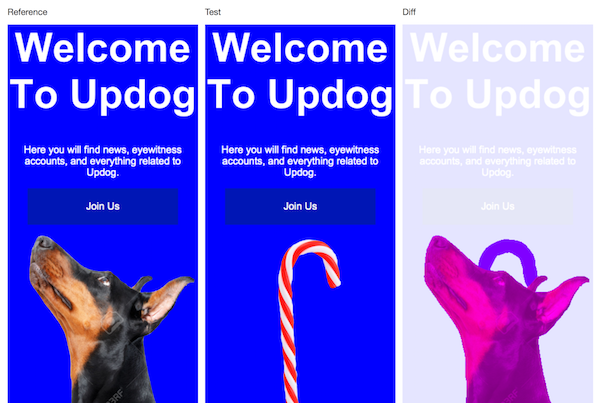 Reference
Test
Diff
Welcome
To Updog
Here you will find news, eyewitness
accounts, and everything related to
Updog.
Join Us
Welcome
To Updog
Here you will find news, eyewitness
accounts, and everything related to
Updog.
Join Us
Welcome
To Updog
Here you will find news, eyewitness
accounts, and everything related to
Updog.
Join Us